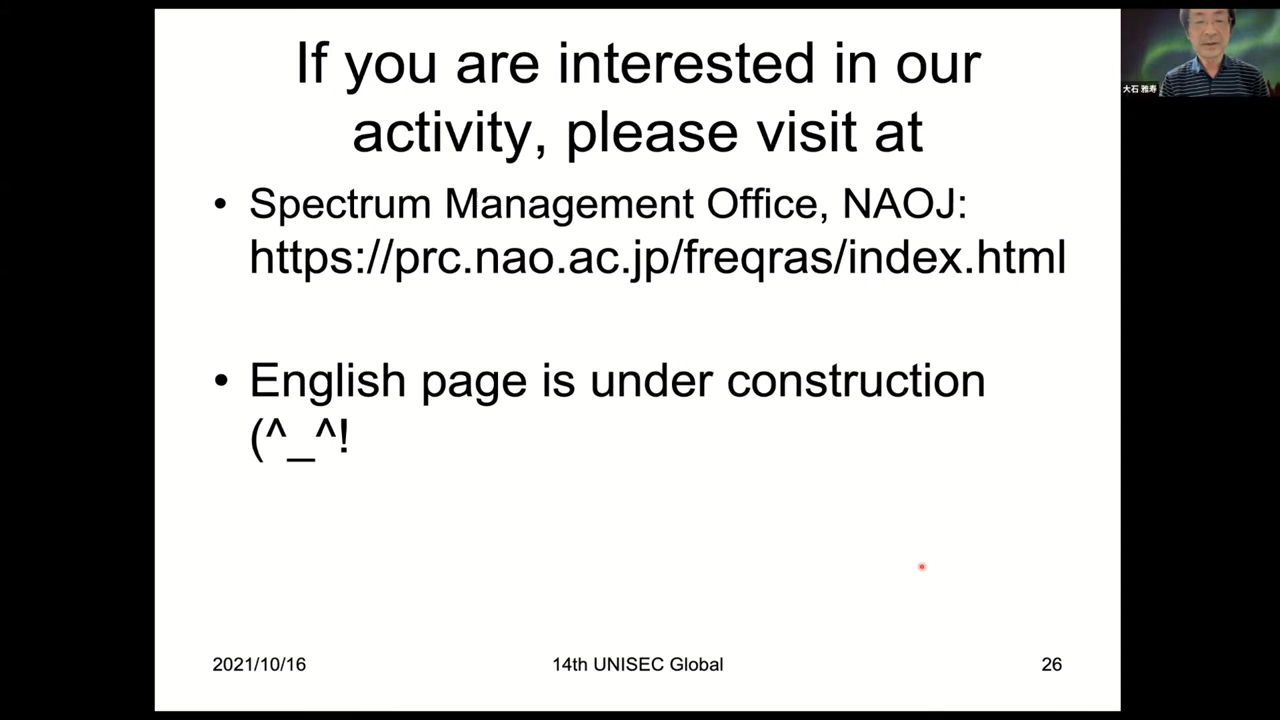 If you are interested in our
activity, please visit at
• Spectrum Management Office, NAOJ:
https://prc.nao.ac.jp/freqras/index.html
• English page is under construction
(^_^!
2021/10/16
14th UNISEC Global
26
大石 雅寿